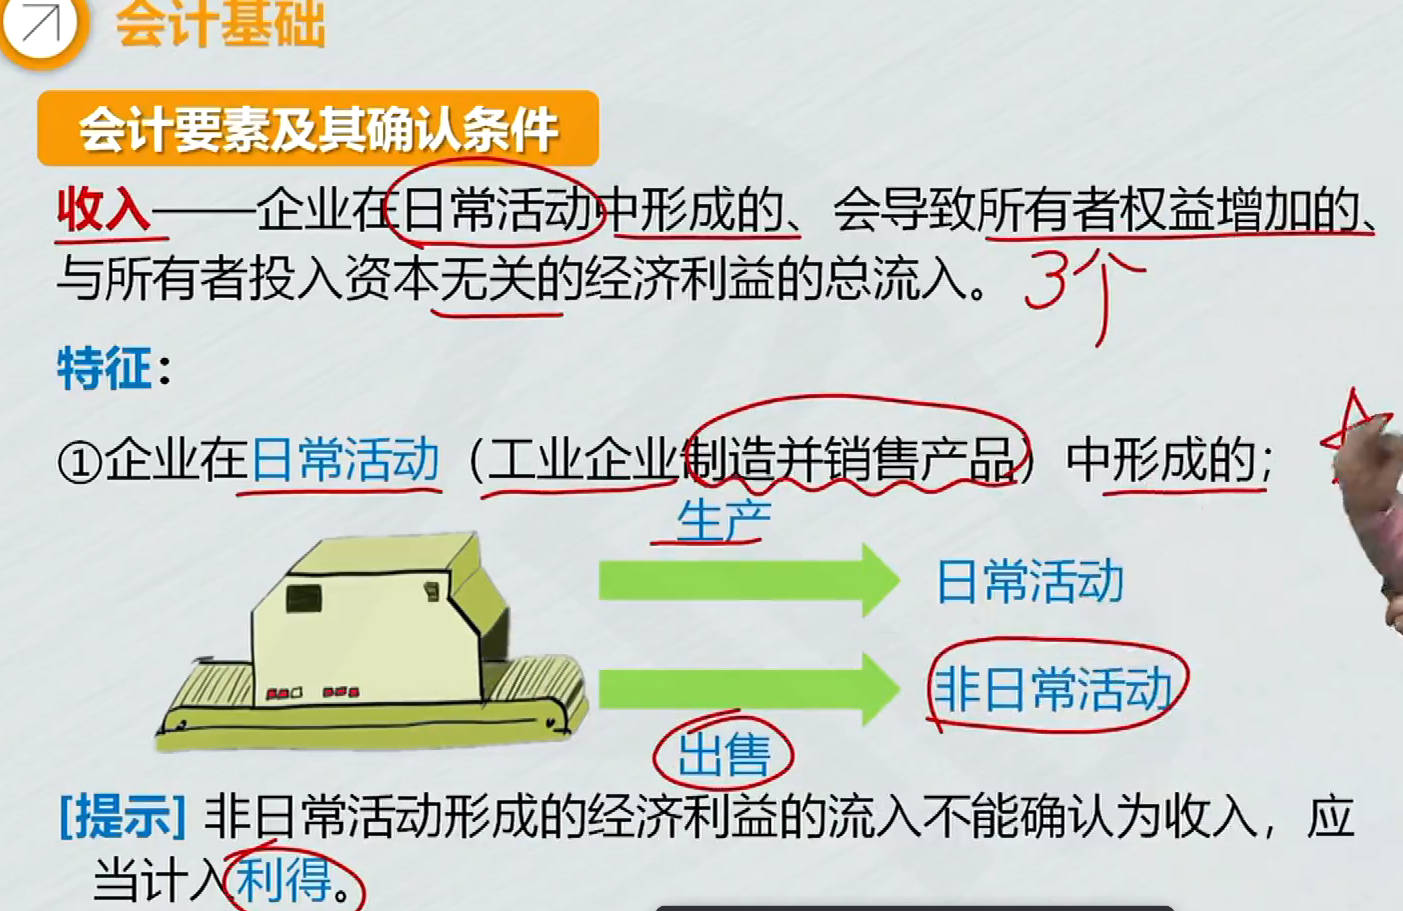 会计基础
会计要素及其确认条件
收入——企业在日常活动中形成的、会导致所有者权益增加的、
与所有者投入资本无关的经济利益的总流入。 3个
特征：
①企业在日常活动（工业企业制造并销售产品）中形成的；
生产
日常活动
非日常活动
出售
[提示] 非日常活动形成的经济利益的流入不能确认为收入，应
当计入利得。